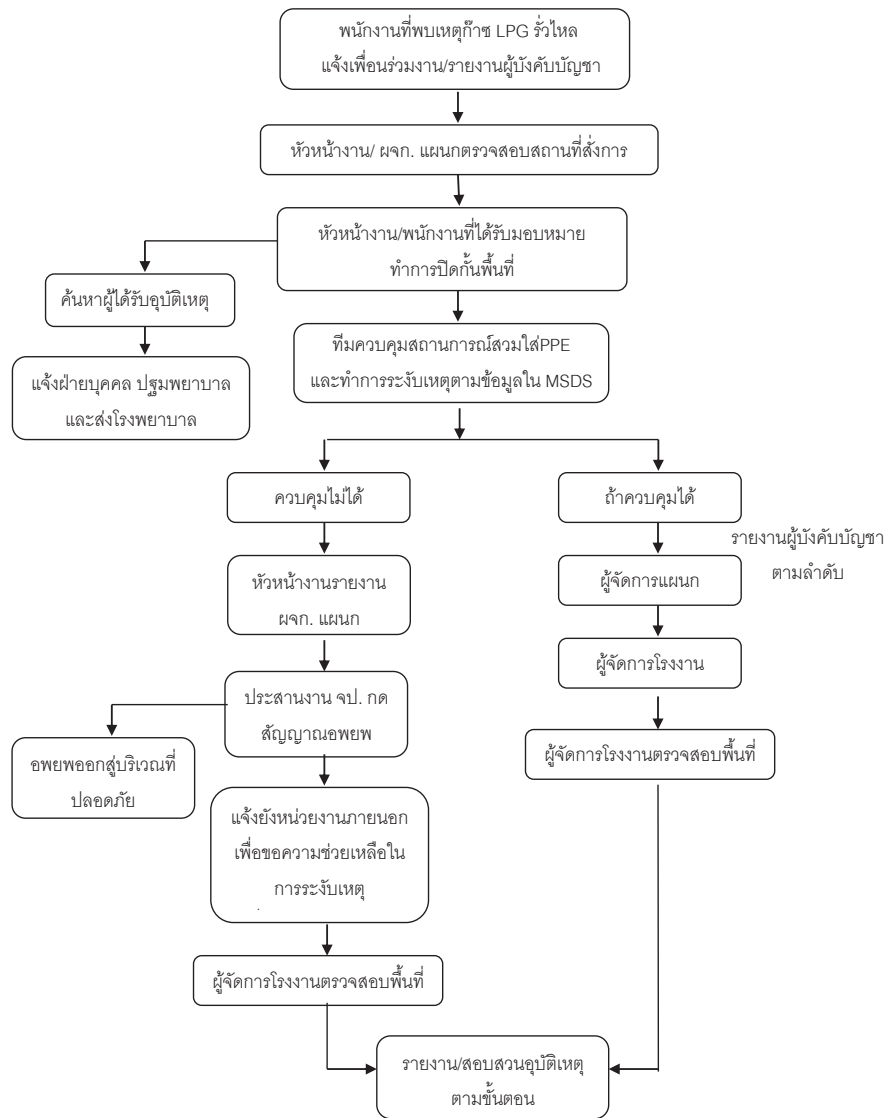 พนักงานที่พบเหตุก๊าซ LPG รั่วไหล
แจ้งเพื่อนร่วมงาน/รายงานผู้บังคับบัญชา
หัวหน้างาน/ ผจก. แผนกตรวจสอบสถานที่สั่งการ
หัวหน้างาน/พนักงานที่ได้รับมอบหมาย
ทำการปิดกั้นพื้นที่
ค้นหาผู้ได้รับอุบัติเหตุ
แจ้งฝ่ายบุคคล ปฐมพยาบาล
และส่งโรงพยาบาล
ทีมควบคุมสถานการณ์สวมใส่PPE
และทำการระงับเหตุตามข้อมูลใน MSDS
ควบคุมไม่ได้
ถ้าควบคุมได้
รายงานผู้บังคับบัญชา
ตามลำดับ
หัวหน้างานรายงาน
ผจก. แผนก
ผู้จัดการแผนก
ผู้จัดการโรงงาน
ประสานงาน จป. กด
สัญญาณอพยพ
อพยพออกสู่บริเวณที่
ปลอดภัย
ผู้จัดการโรงงานตรวจสอบพื้นที่
แจ้งยังหน่วยงานภายนอก
เพื่อขอความช่วยเหลือใน
การระงับเหตุ
ผู้จัดการโรงงานตรวจสอบพื้นที่
รายงาน/สอบสวนอุบัติเหตุ
ตามขั้นตอน